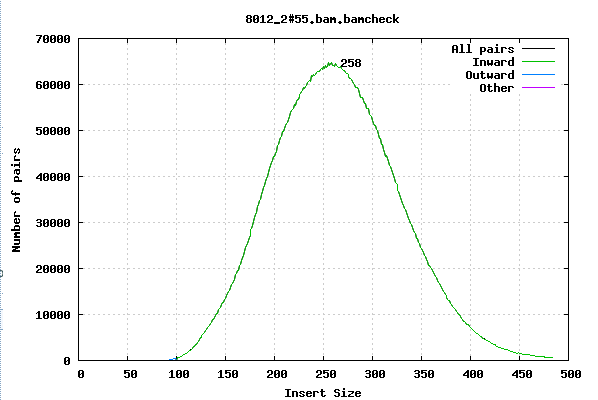 8012_2#55.bam.bamcheck
70000
60000
50000
40000
30000
20000
10000
0
Number of pairs
All pairs
Inward
Outward
Other
258
0 50 100 150 200 250 300 350 400 450 500
Insert Size